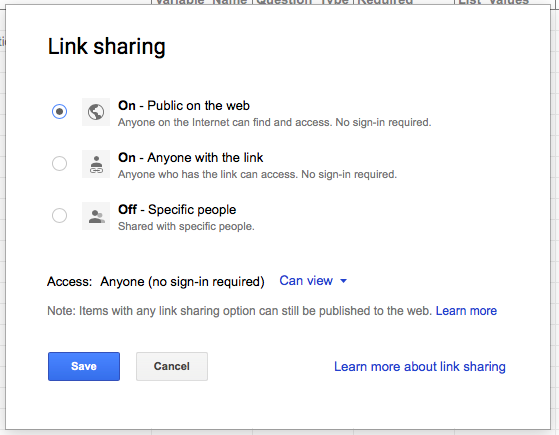 Variable_Name Question_Type Required List_Values
Link sharing
On - Public on the web
Anyone on the Internet can find and access. No sign-in required.
On - Anyone with the link
Anyone who has the link can access. No sign-in required.
Off - Specific people
Shared with specific people.
Access: Anyone (no sign-in required) Can view
Note: Items with any link sharing option can still be published to the web. Learn more
Save Cancel Learn more about link sharing